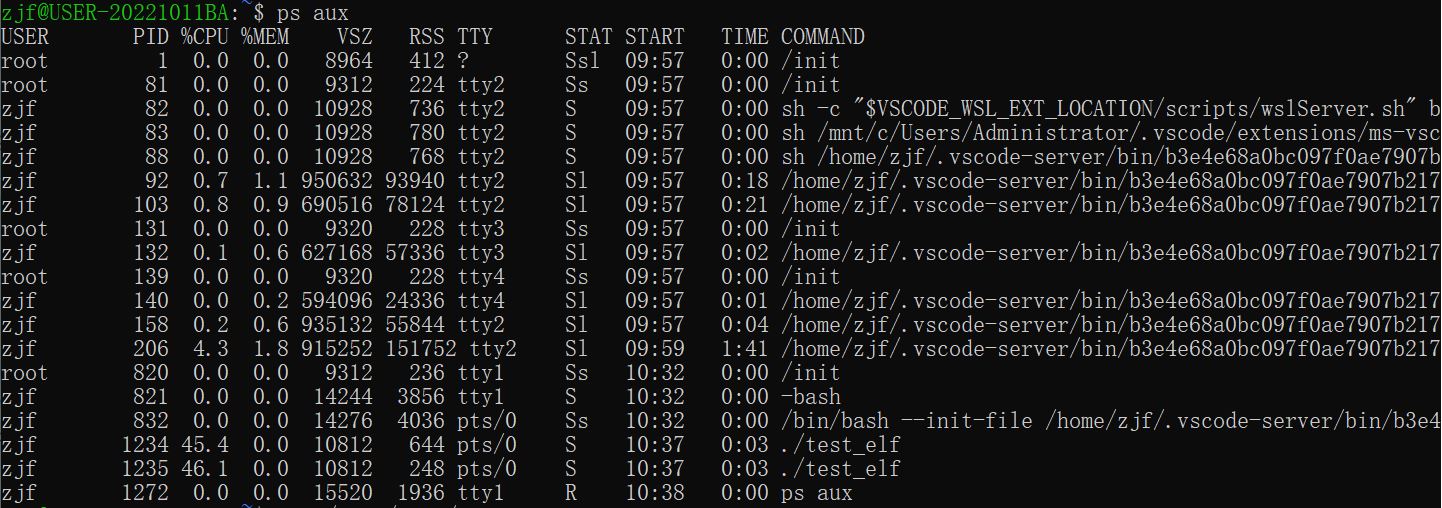 zjf@USER-20221011BA:~$ ps aux
USER PID %CPU %MEM VSZ RSS TTY STAT START TIME COMMAND
root 1 0.0 0.0 8964 412 ? Ssl 09:57 0:00 /init
root 81 0.0 0.0 9312 224 tty2 Ss 09:57 0:00 /init
zjf 82 0.0 0.0 10928 736 tty2 S 09:57 0:00 sh -c "$VSCODE_WSL_EXT_LOCATION/scripts/wslServer.sh" b
zjf 83 0.0 0.0 10928 780 tty2 S 09:57 0:00 sh /mnt/c/Users/Administrator/.vscode/extensions/ms-vsc
zjf 88 0.0 0.0 10928 768 tty2 S 09:57 0:00 sh /home/zjf/.vscode-server/bin/b3e4e68a0bc097f0ae7907b
zjf 92 0.7 1.1 950632 93940 tty2 Sl 09:57 0:18 /home/zjf/.vscode-server/bin/b3e4e68a0bc097f0ae7907b217
zjf 103 0.8 0.9 690516 78124 tty2 Sl 09:57 0:21 /home/zjf/.vscode-server/bin/b3e4e68a0bc097f0ae7907b217
root 131 0.0 0.0 9320 228 tty3 Ss 09:57 0:00 /init
zjf 132 0.1 0.6 627168 57336 tty3 Sl 09:57 0:02 /home/zjf/.vscode-server/bin/b3e4e68a0bc097f0ae7907b217
root 139 0.0 0.0 9320 228 tty4 Ss 09:57 0:00 /init
zjf 140 0.0 0.2 594096 24336 tty4 Sl 09:57 0:01 /home/zjf/.vscode-server/bin/b3e4e68a0bc097f0ae7907b217
zjf 158 0.2 0.6 935132 55844 tty2 Sl 09:57 0:04 /home/zjf/.vscode-server/bin/b3e4e68a0bc097f0ae7907b217
zjf 206 4.3 1.8 915252 151752 tty2 Sl 09:59 1:41 /home/zjf/.vscode-server/bin/b3e4e68a0bc097f0ae7907b217
root 820 0.0 0.0 9312 236 tty1 Ss 10:32 0:00 /init
zjf 821 0.0 0.0 14244 3856 tty1 S 10:32 0:00 -bash
zjf 832 0.0 0.0 14276 4036 pts/0 Ss 10:32 0:00 /bin/bash --init-file /home/zjf/.vscode-server/bin/b3e4
zjf 1234 45.4 0.0 10812 644 pts/0 S 10:37 0:03 ./test_elf
zjf 1235 46.1 0.0 10812 248 pts/0 S 10:37 0:03 ./test_elf
zjf 1272 0.0 0.0 15520 1936 tty1 R 10:38 0:00 ps aux